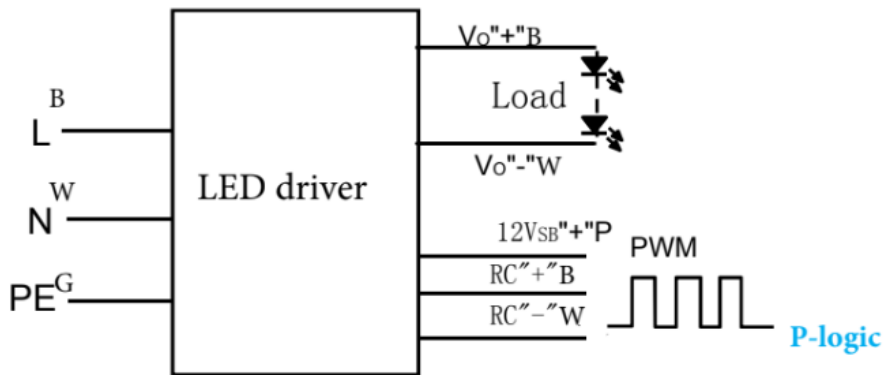 Vo"+"B
B
L
Load
W
N
LED driver
Vo"-"W
12VSB"+"P
PWM
G
PE
RC"+"B
RC"-"W
P-logic